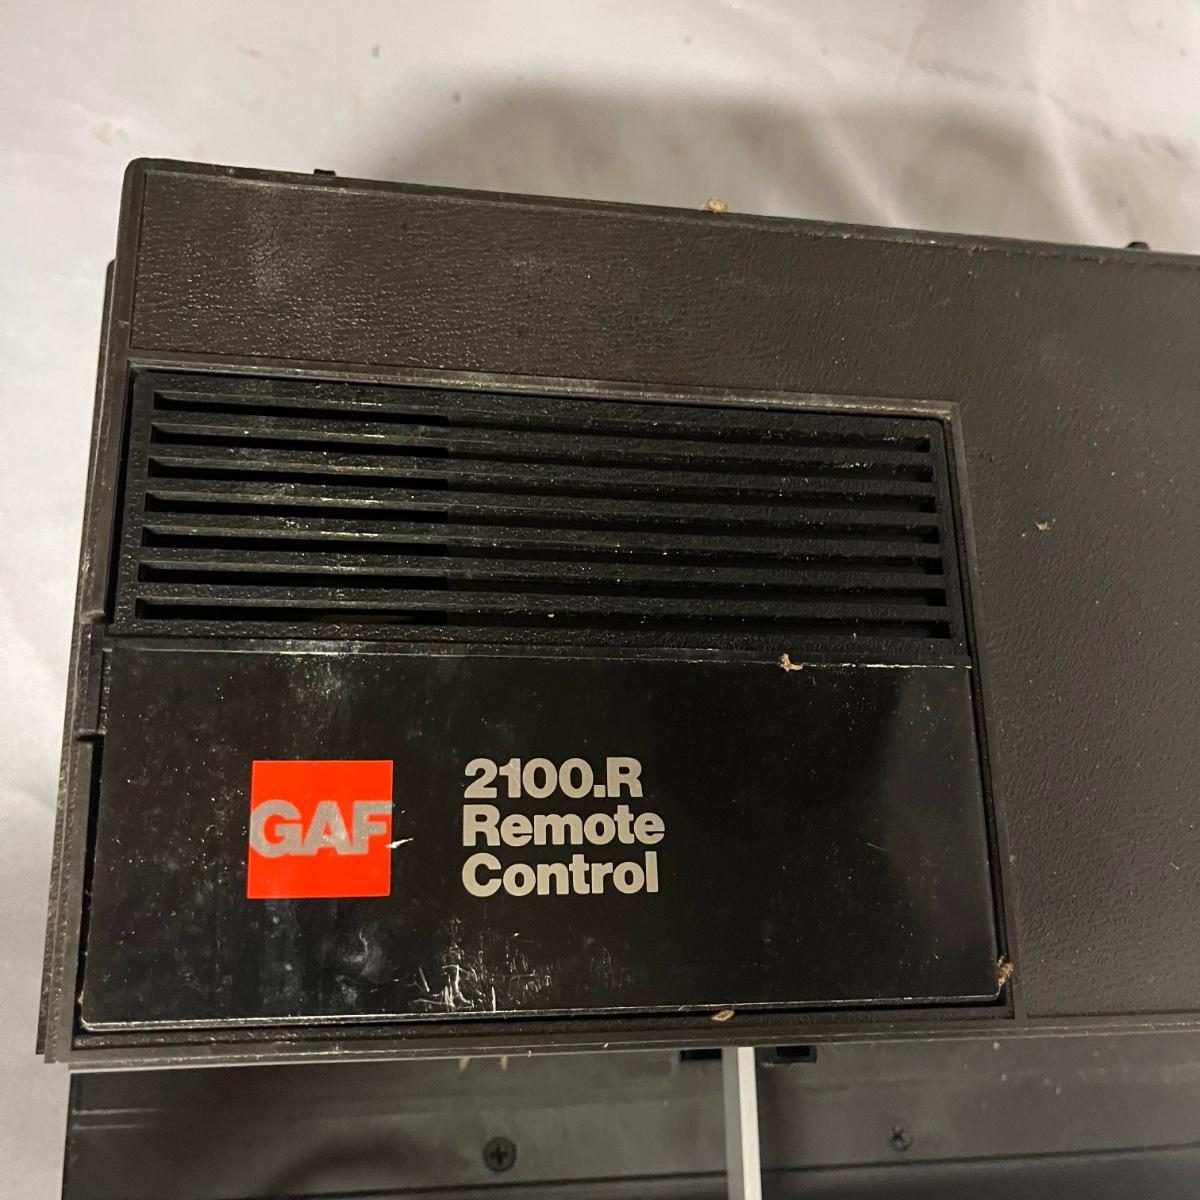 GAF
2100.R
Remote
Control